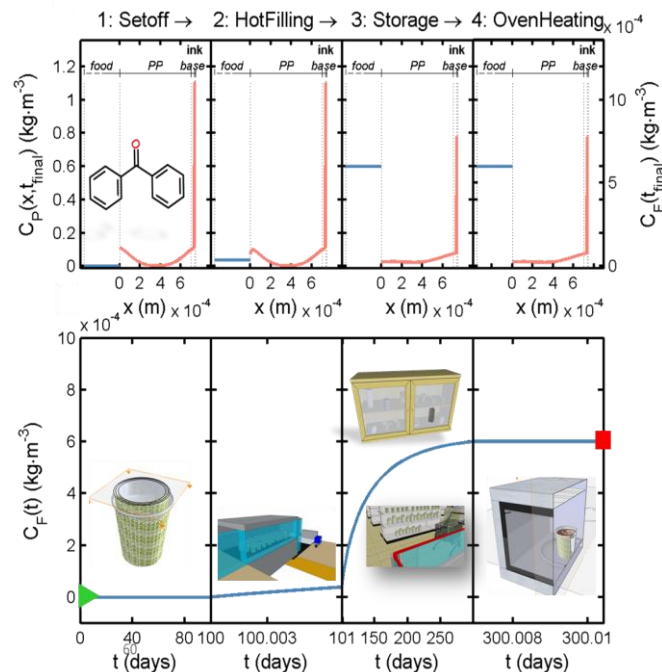 1: Setoff → 2: HotFilling → 3: Storage → 4: OvenHeating × 10⁻⁴
ink ink ink ink
food PP base food PP base food PP base food PP base
C_P(x,t_final) (kg·m⁻³)
1.2
1
0.8
0.6
0.4
0.2
0
O
C_F(t_final) (kg·m⁻³)
10
5
0
0 2 4 6 0 2 4 6 0 2 4 6 0 2 4 6
x (m) × 10⁻⁴ x (m) × 10⁻⁴ x (m) × 10⁻⁴ x (m) × 10⁻⁴
× 10⁻⁴
C_F(t) (kg·m⁻³)
10
8
6
4
2
0
0 40 80 100 100.003 101 150 200 250 300.008 300.01
60
t (days) t (days) t (days) t (days)